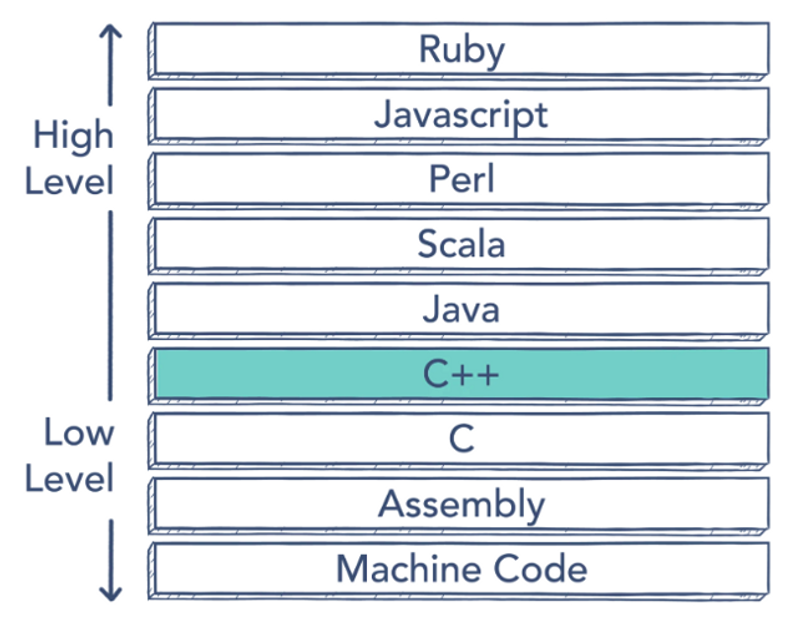 Ruby
Javascript
High
Level
Perl
Scala
Java
C++
Low
Level
C
Assembly
Machine Code